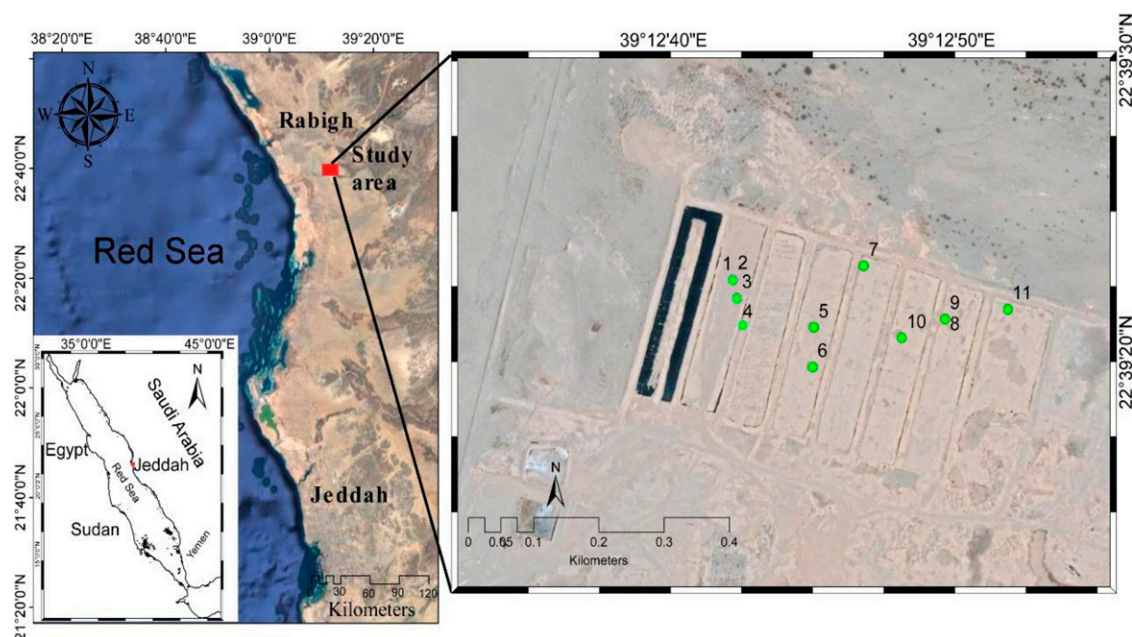 38°20'0"E 38°40'0"E 39°0'0"E 39°20'0"E
N
W E
S
Rabigh
Study
area
Red Sea
Jeddah
22°40'0"N
22°20'0"N
22°0'0"N
21°40'0"N
21°20'0"N
0 30 60 90 120
Kilometers
35°0'0"E 45°0'0"E
N
Saudi Arabia
Egypt
Jeddah
Red Sea
Sudan
Yemen
39°12'40"E 39°12'50"E
22°39'30"N
22°39'20"N
1 2
3
4
5
6
7
9
8
10
11
N
0 0.05 0.1 0.2 0.3 0.4
Kilometers